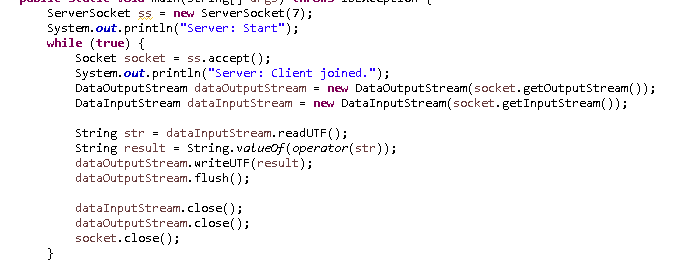 public static void main(String[] args) throws IOException {
ServerSocket ss = new ServerSocket(7);
System.out.println("Server: Start");
while (true) {
Socket socket = ss.accept();
System.out.println("Server: Client joined.");
DataOutputStream dataOutputStream = new DataOutputStream(socket.getOutputStream());
DataInputStream dataInputStream = new DataInputStream(socket.getInputStream());
String str = dataInputStream.readUTF();
String result = String.valueOf(operator(str));
dataOutputStream.writeUTF(result);
dataOutputStream.flush();
dataInputStream.close();
dataOutputStream.close();
socket.close();
}